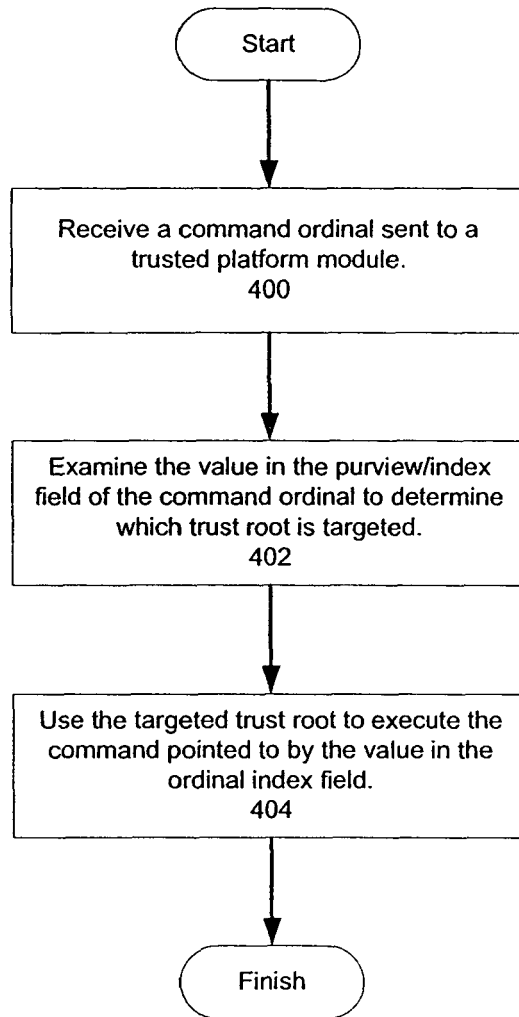 Start
Receive a command ordinal sent to a
trusted platform module.
400
Examine the value in the purview/index
field of the command ordinal to determine
which trust root is targeted.
402
Use the targeted trust root to execute the
command pointed to by the value in the
ordinal index field.
404
Finish